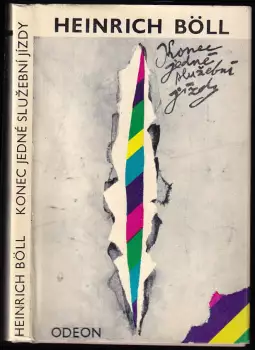 HEINRICH BÖLL KONEC JEDNÉ SLUŽEBNÍ JÍZDY
HEINRICH BÖLL
Konec
jedné
služební
jízdy
ODEON